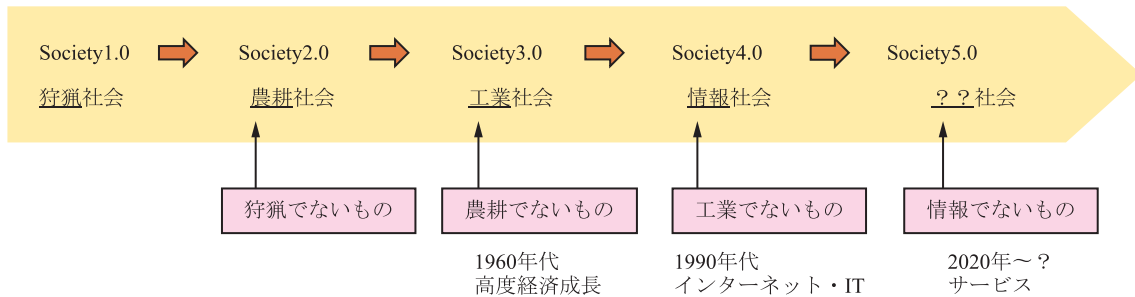 Society1.0
Society2.0
Society3.0
Society4.0
Society5.0
狩猟社会
農耕社会
工業社会
情報社会
？？社会
狩猟でないもの
農耕でないもの
工業でないもの
情報でないもの
1960年代
高度経済成長
1990年代
インターネット・IT
2020年～？
サービス